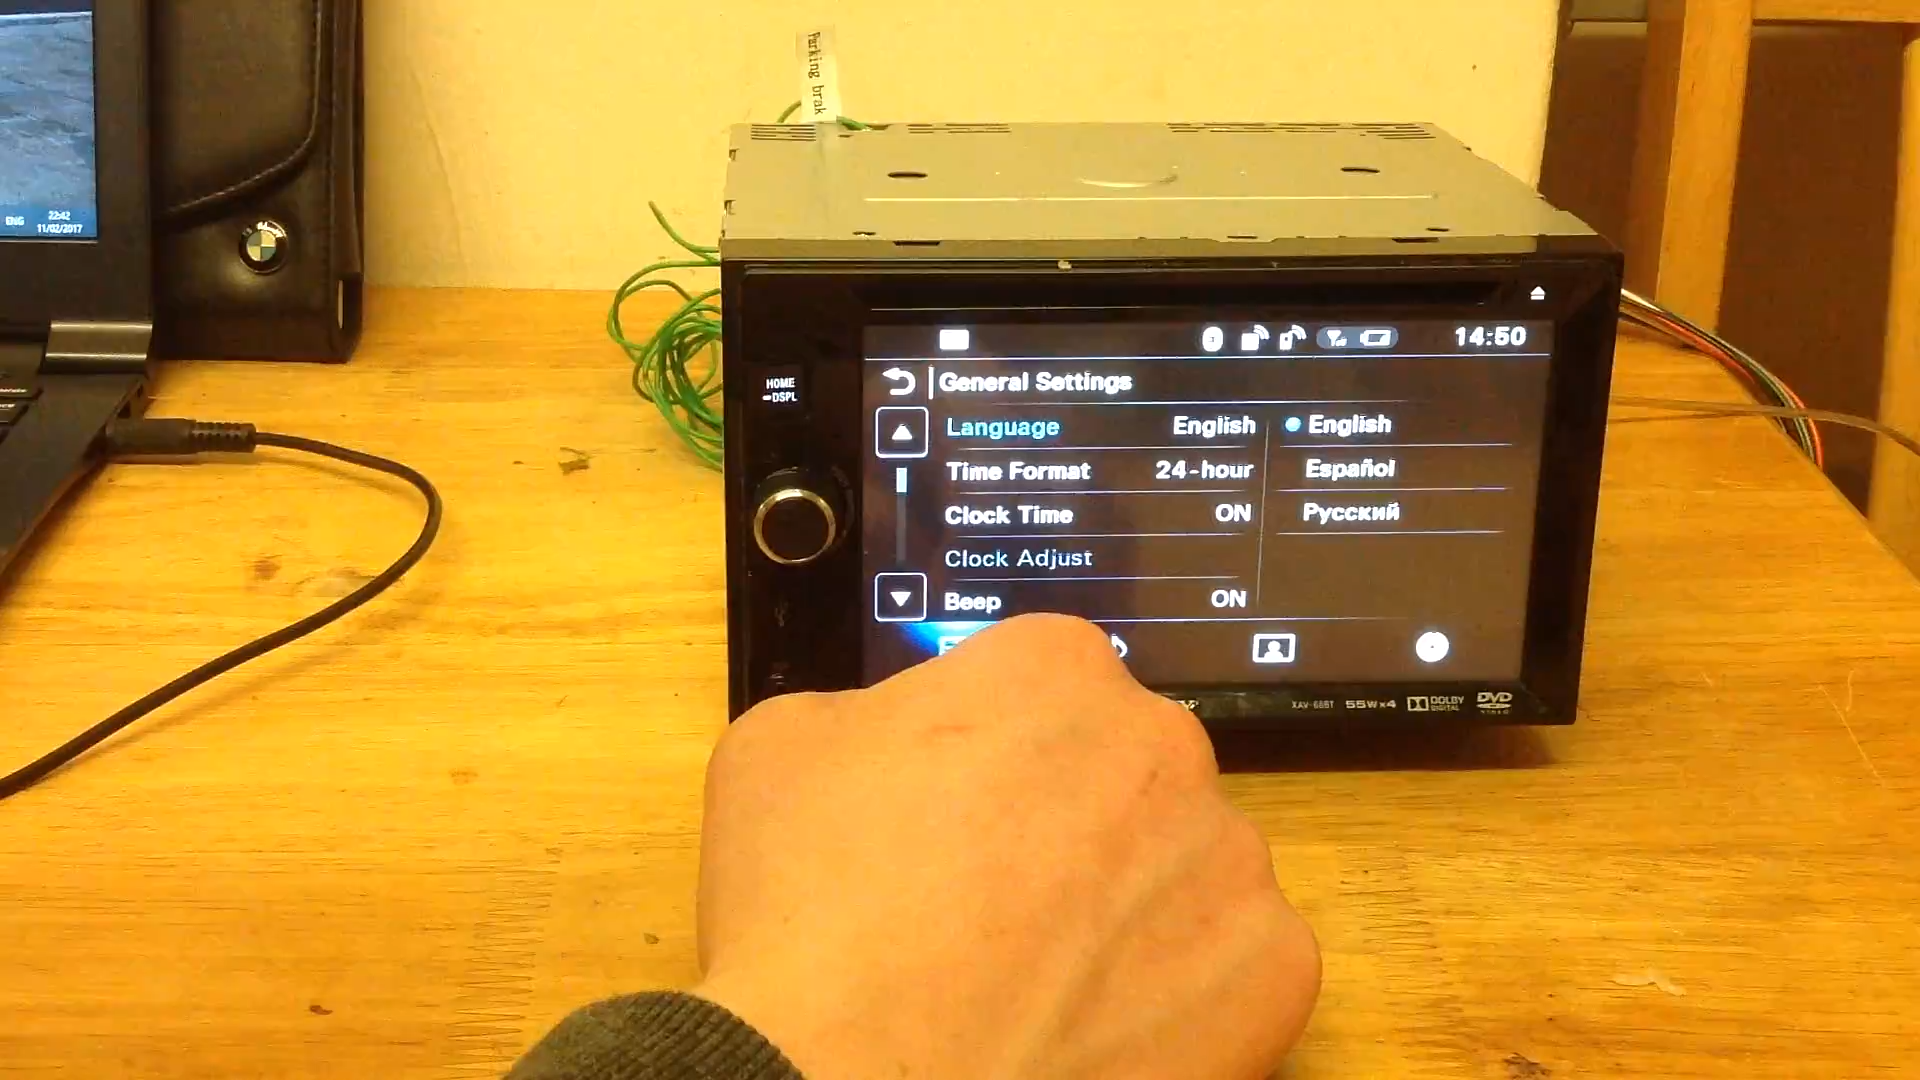 Parking brak
ENG
22:42
11/02/2017
HOME
DSPL
14:50
General Settings
Language English
Time Format 24-hour
Clock Time ON
Clock Adjust
Beep ON
English
Español
Русский
XAV-68BT 55W×4 DOLBY DIGITAL DVD VIDEO